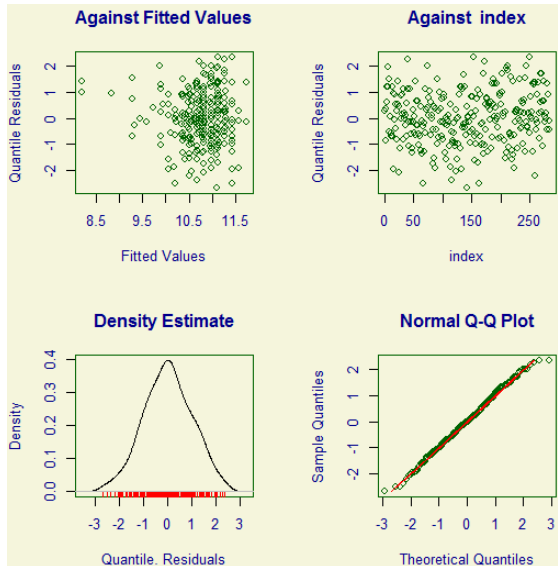 Against Fitted Values
Quantile Residuals
-2 -1 0 1 2
8.5 9.5 10.5 11.5
Fitted Values
Against index
Quantile Residuals
-2 -1 0 1 2
0 50 150 250
index
Density Estimate
Density
0.0 0.1 0.2 0.3 0.4
-3 -2 -1 0 1 2 3
Quantile. Residuals
Normal Q-Q Plot
Sample Quantiles
-2 -1 0 1 2
-3 -2 -1 0 1 2 3
Theoretical Quantiles